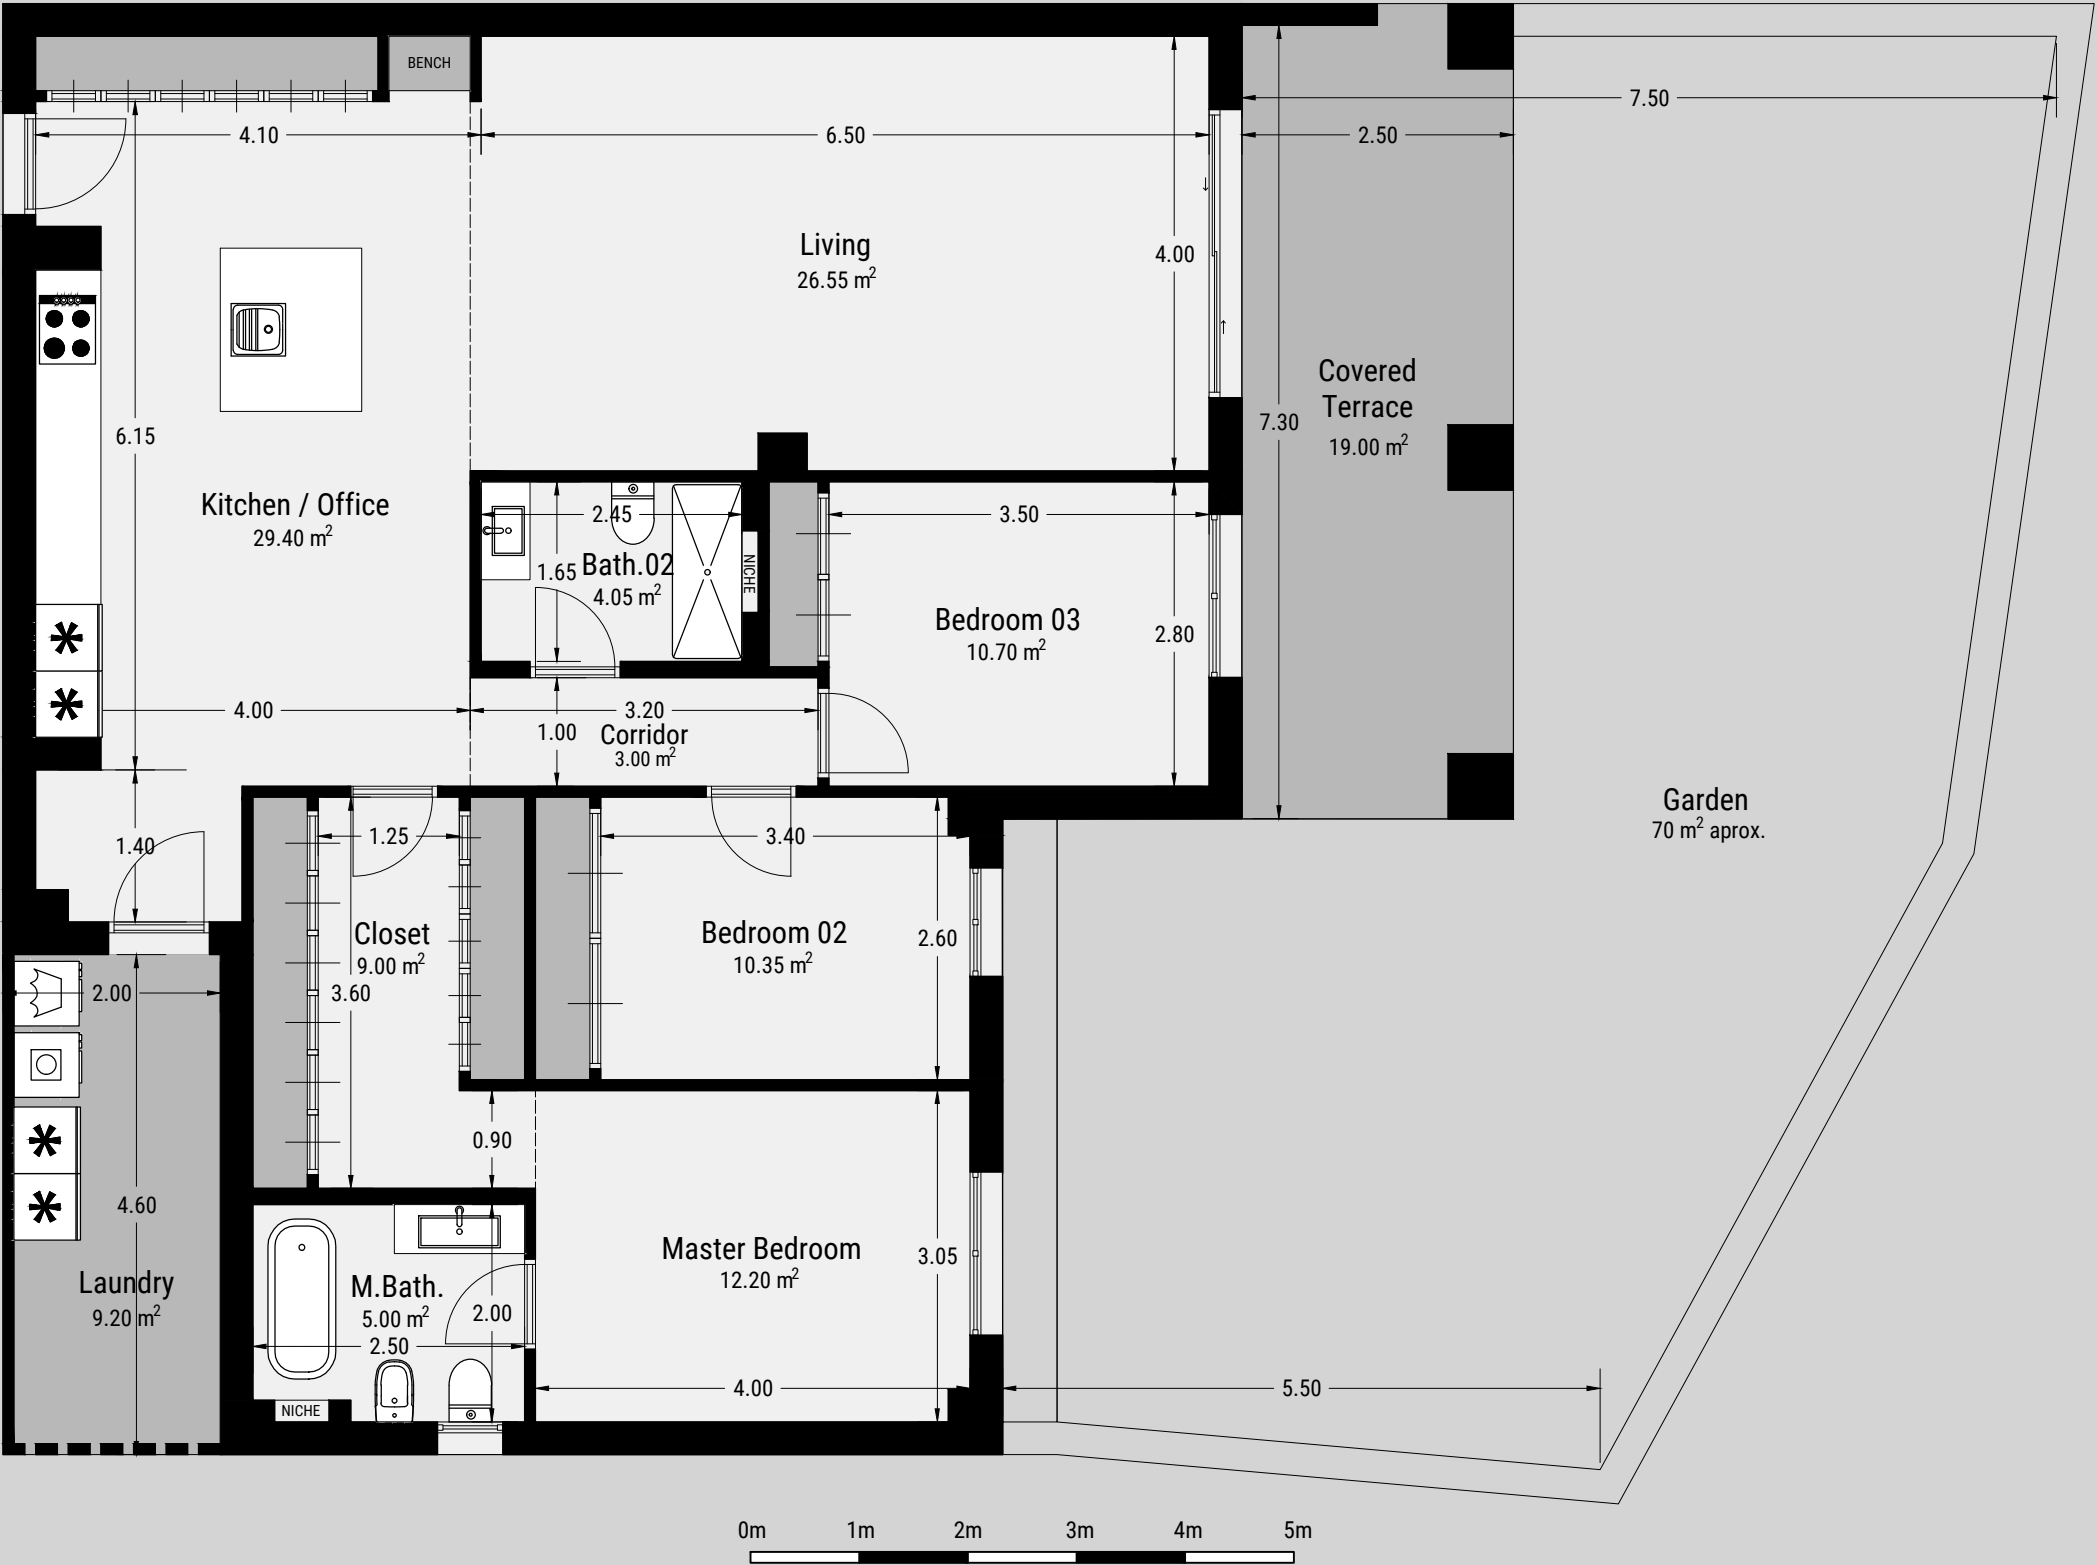 BENCH
7.50
4.10
6.50
2.50
Living
26.55 m²
4.00
Covered
Terrace
19.00 m²
7.30
6.15
Kitchen / Office
29.40 m²
2.45
3.50
1.65
Bath.02
4.05 m²
NICHE
Bedroom 03
10.70 m²
2.80
4.00
3.20
1.00
Corridor
3.00 m²
Garden
70 m² aprox.
1.40
1.25
3.40
Closet
9.00 m²
3.60
Bedroom 02
10.35 m²
2.60
2.00
0.90
4.60
Laundry
9.20 m²
M.Bath.
5.00 m²
2.50
2.00
Master Bedroom
12.20 m²
3.05
4.00
5.50
NICHE
0m 1m 2m 3m 4m 5m